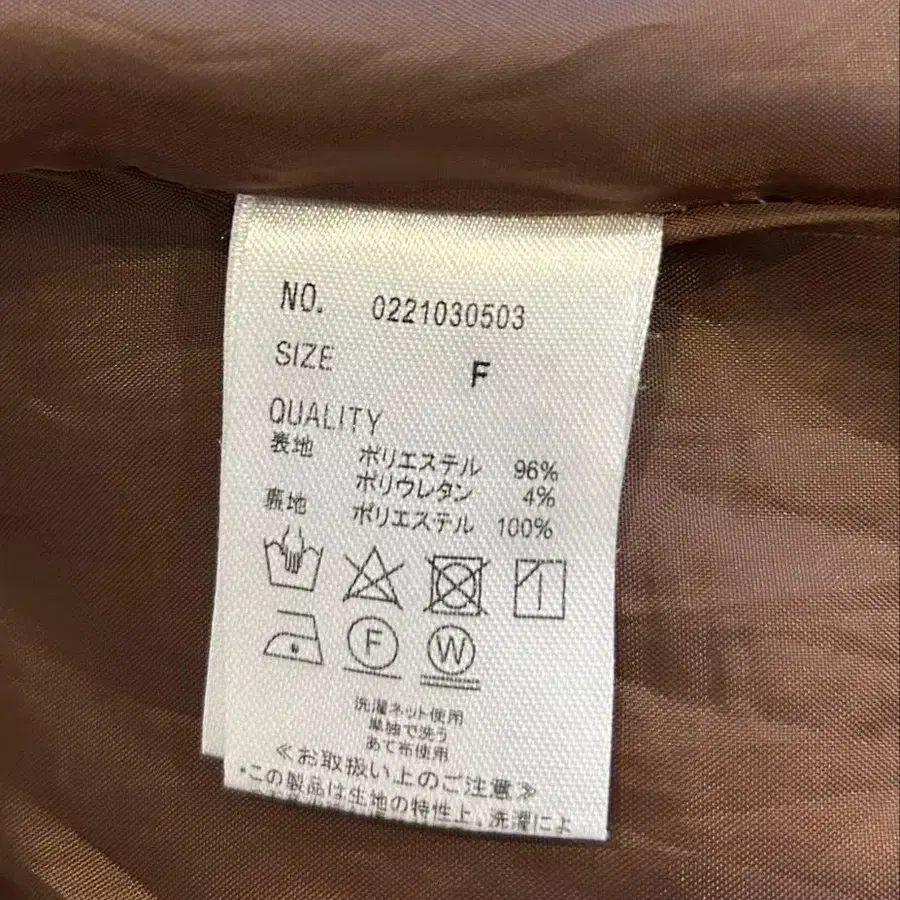 NO. 0221030503
SIZE F
QUALITY
表地 ポリエステル 96%
ポリウレタン 4%
裏地 ポリエステル 100%
F W
洗濯ネット使用
単独で洗う
あて布使用
≪お取扱い上のご注意≫
・この製品は生地の特性上、洗濯によ